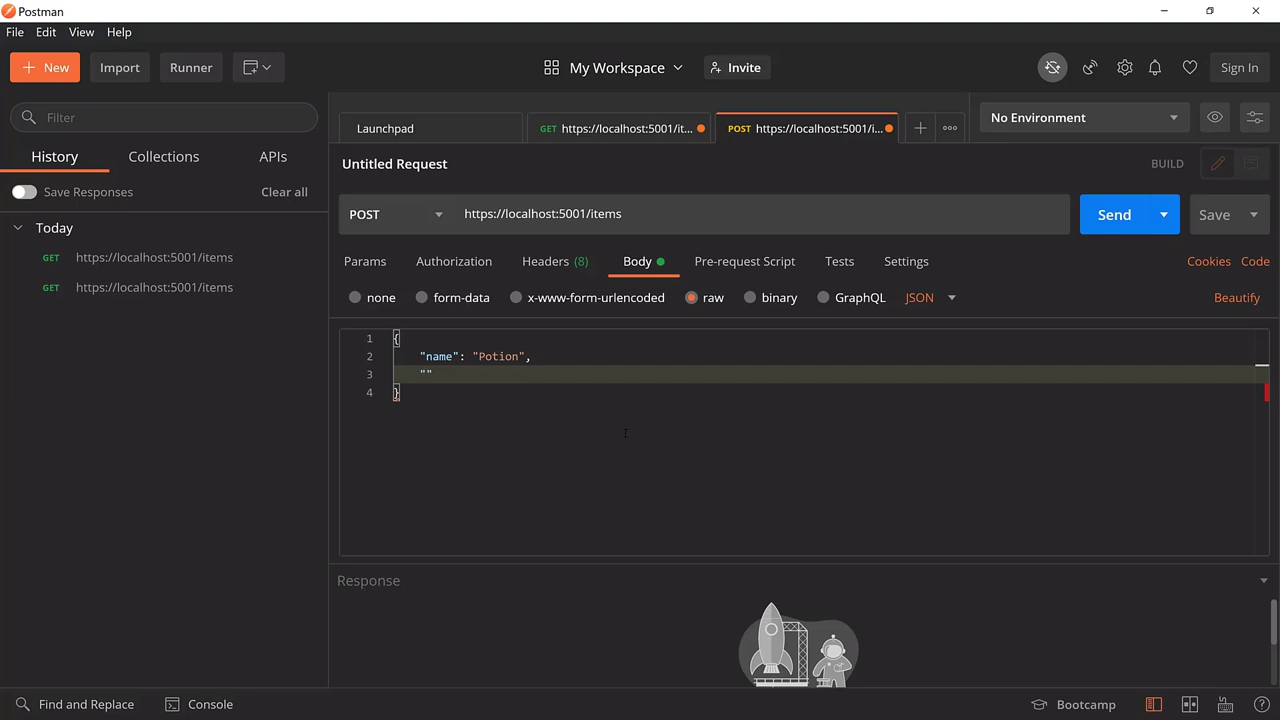 Postman
File Edit View Help
New Import Runner My Workspace Invite Sign In
Filter
Launchpad GET https://localhost:5001/it... POST https://localhost:5001/i... No Environment
History Collections APIs
Untitled Request BUILD
Save Responses Clear all
POST https://localhost:5001/items Send Save
Today
GET https://localhost:5001/items
GET https://localhost:5001/items
Params Authorization Headers (8) Body Pre-request Script Tests Settings Cookies Code
none form-data x-www-form-urlencoded raw binary GraphQL JSON Beautify
1 {
2 "name": "Potion",
3 ""
4 }
Response
Find and Replace Console Bootcamp